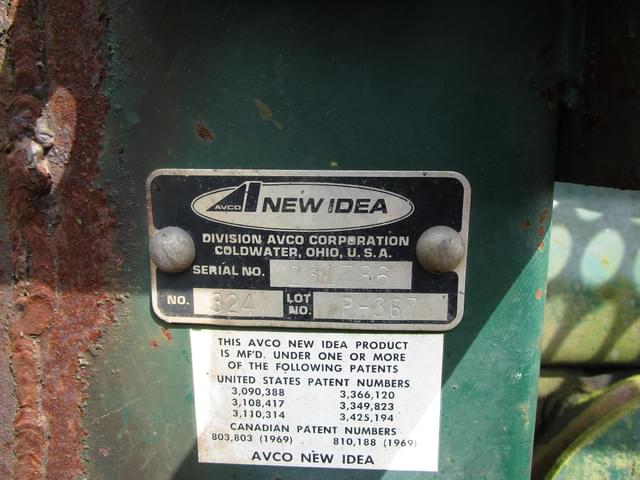 AVCO NEW IDEA
DIVISION AVCO CORPORATION
COLDWATER, OHIO, U.S.A.
SERIAL NO.
NO. 324 LOT NO. P-367
THIS AVCO NEW IDEA PRODUCT
IS MF'D. UNDER ONE OR MORE
OF THE FOLLOWING PATENTS
UNITED STATES PATENT NUMBERS
3,090,388 3,366,120
3,108,417 3,349,823
3,110,314 3,425,194
CANADIAN PATENT NUMBERS
803,803 (1969) 810,188 (1969)
AVCO NEW IDEA